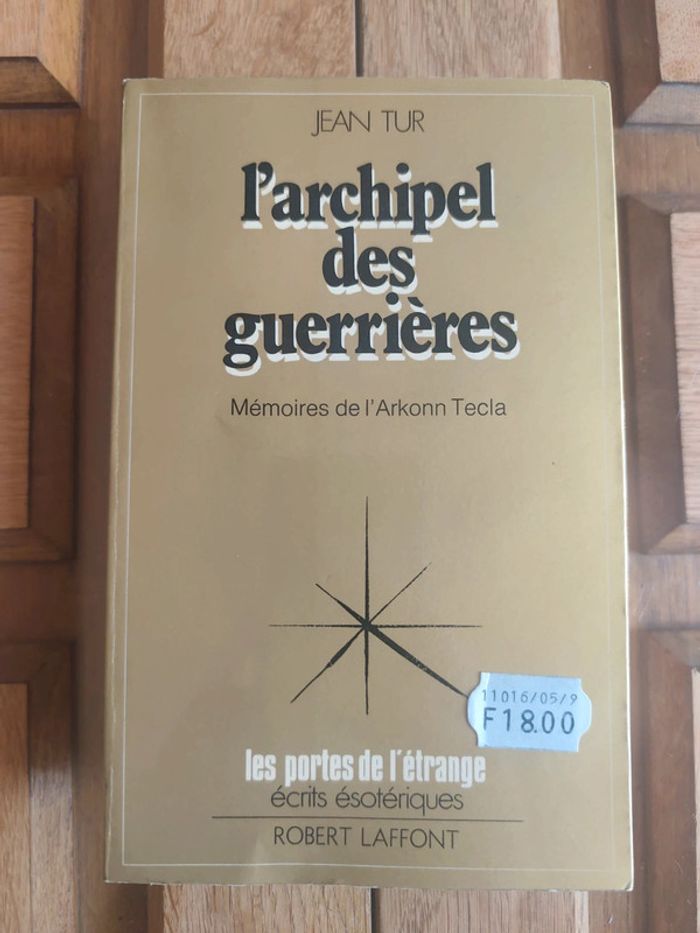 JEAN TUR
l'archipel
des
guerrières
Mémoires de l'Arkonn Tecla
11016/05/9
F18.00
les portes de l'étrange
écrits ésotériques
ROBERT LAFFONT